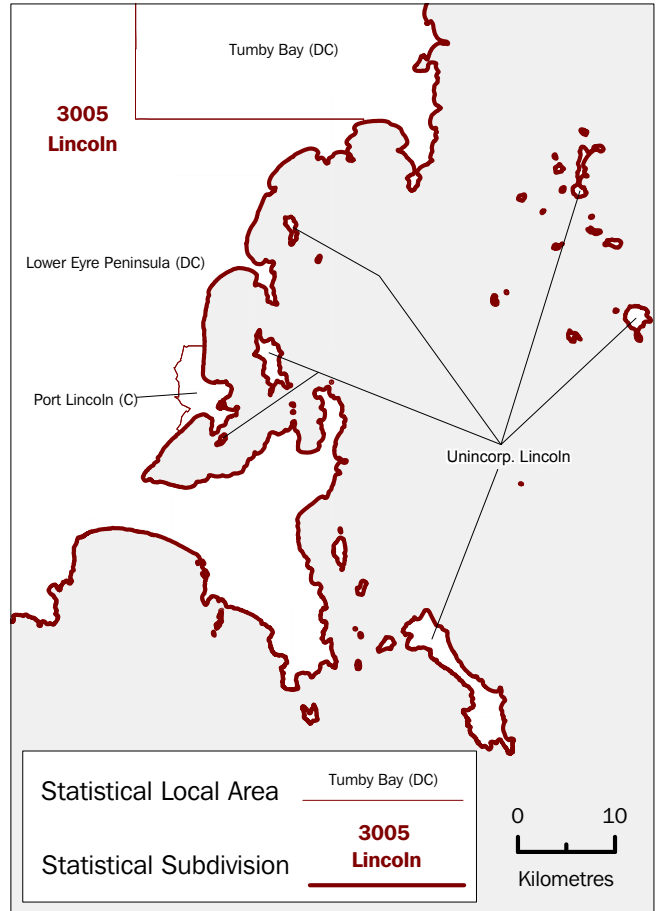 Tumby Bay (DC)
3005
Lincoln
Lower Eyre Peninsula (DC)
Port Lincoln (C)
Unincorp. Lincoln
Statistical Local Area
Tumby Bay (DC)
Statistical Subdivision
3005
Lincoln
0 10
Kilometres